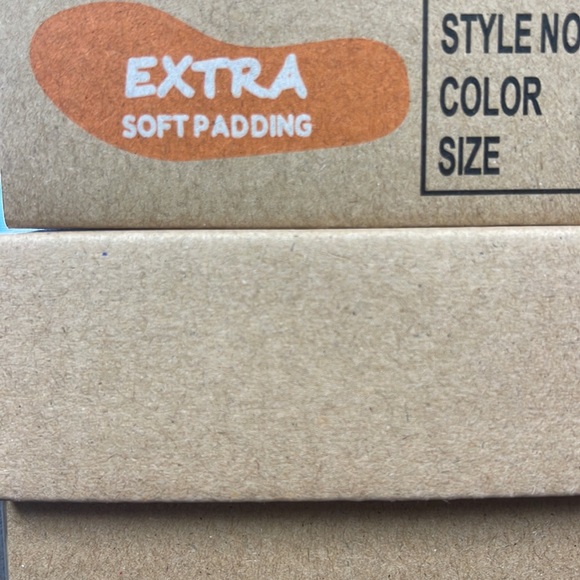 EXTRA
SOFT PADDING
STYLE NO
COLOR
SIZE